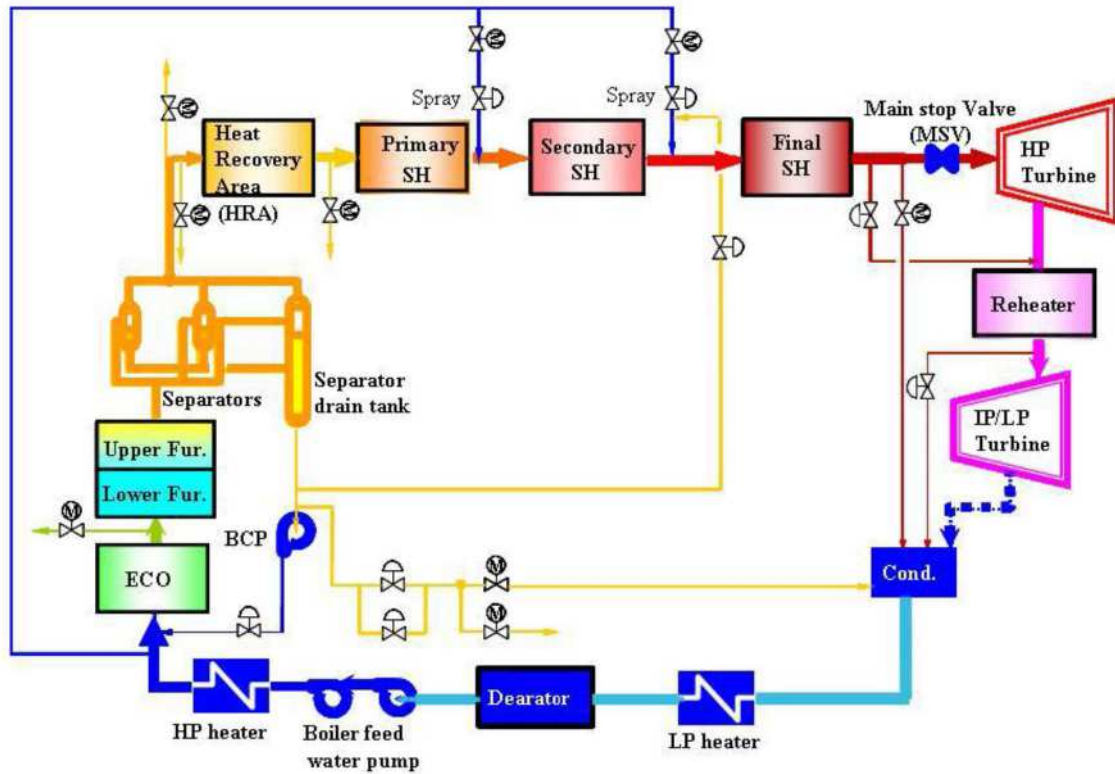 Spray
Spray
Main stop Valve
(MSV)
Heat
Recovery
Area
(HRA)
Primary
SH
Secondary
SH
Final
SH
HP
Turbine
Reheater
Separators
Separator
drain tank
IP/LP
Turbine
Upper Fur.
Lower Fur.
M
BCP
ECO
M
M
Cond.
Dearator
HP heater
Boiler feed
water pump
LP heater